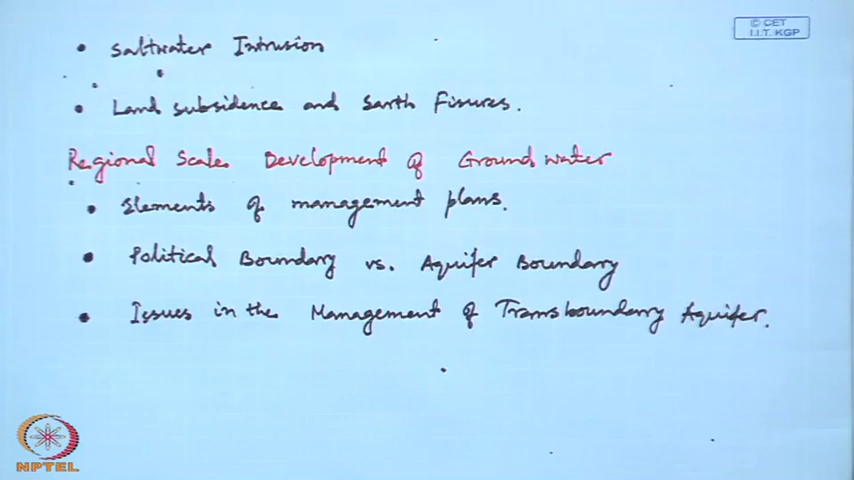 © CET
I.I.T. KGP
• Saltwater Intrusion
• Land subsidence and Earth Fisures.
Regional Scale Development of Groundwater
• Elements of management plans.
• Political Boundary vs. Aquifer Boundary
• Issues in the Management of Transboundary Aquifer.
NPTEL